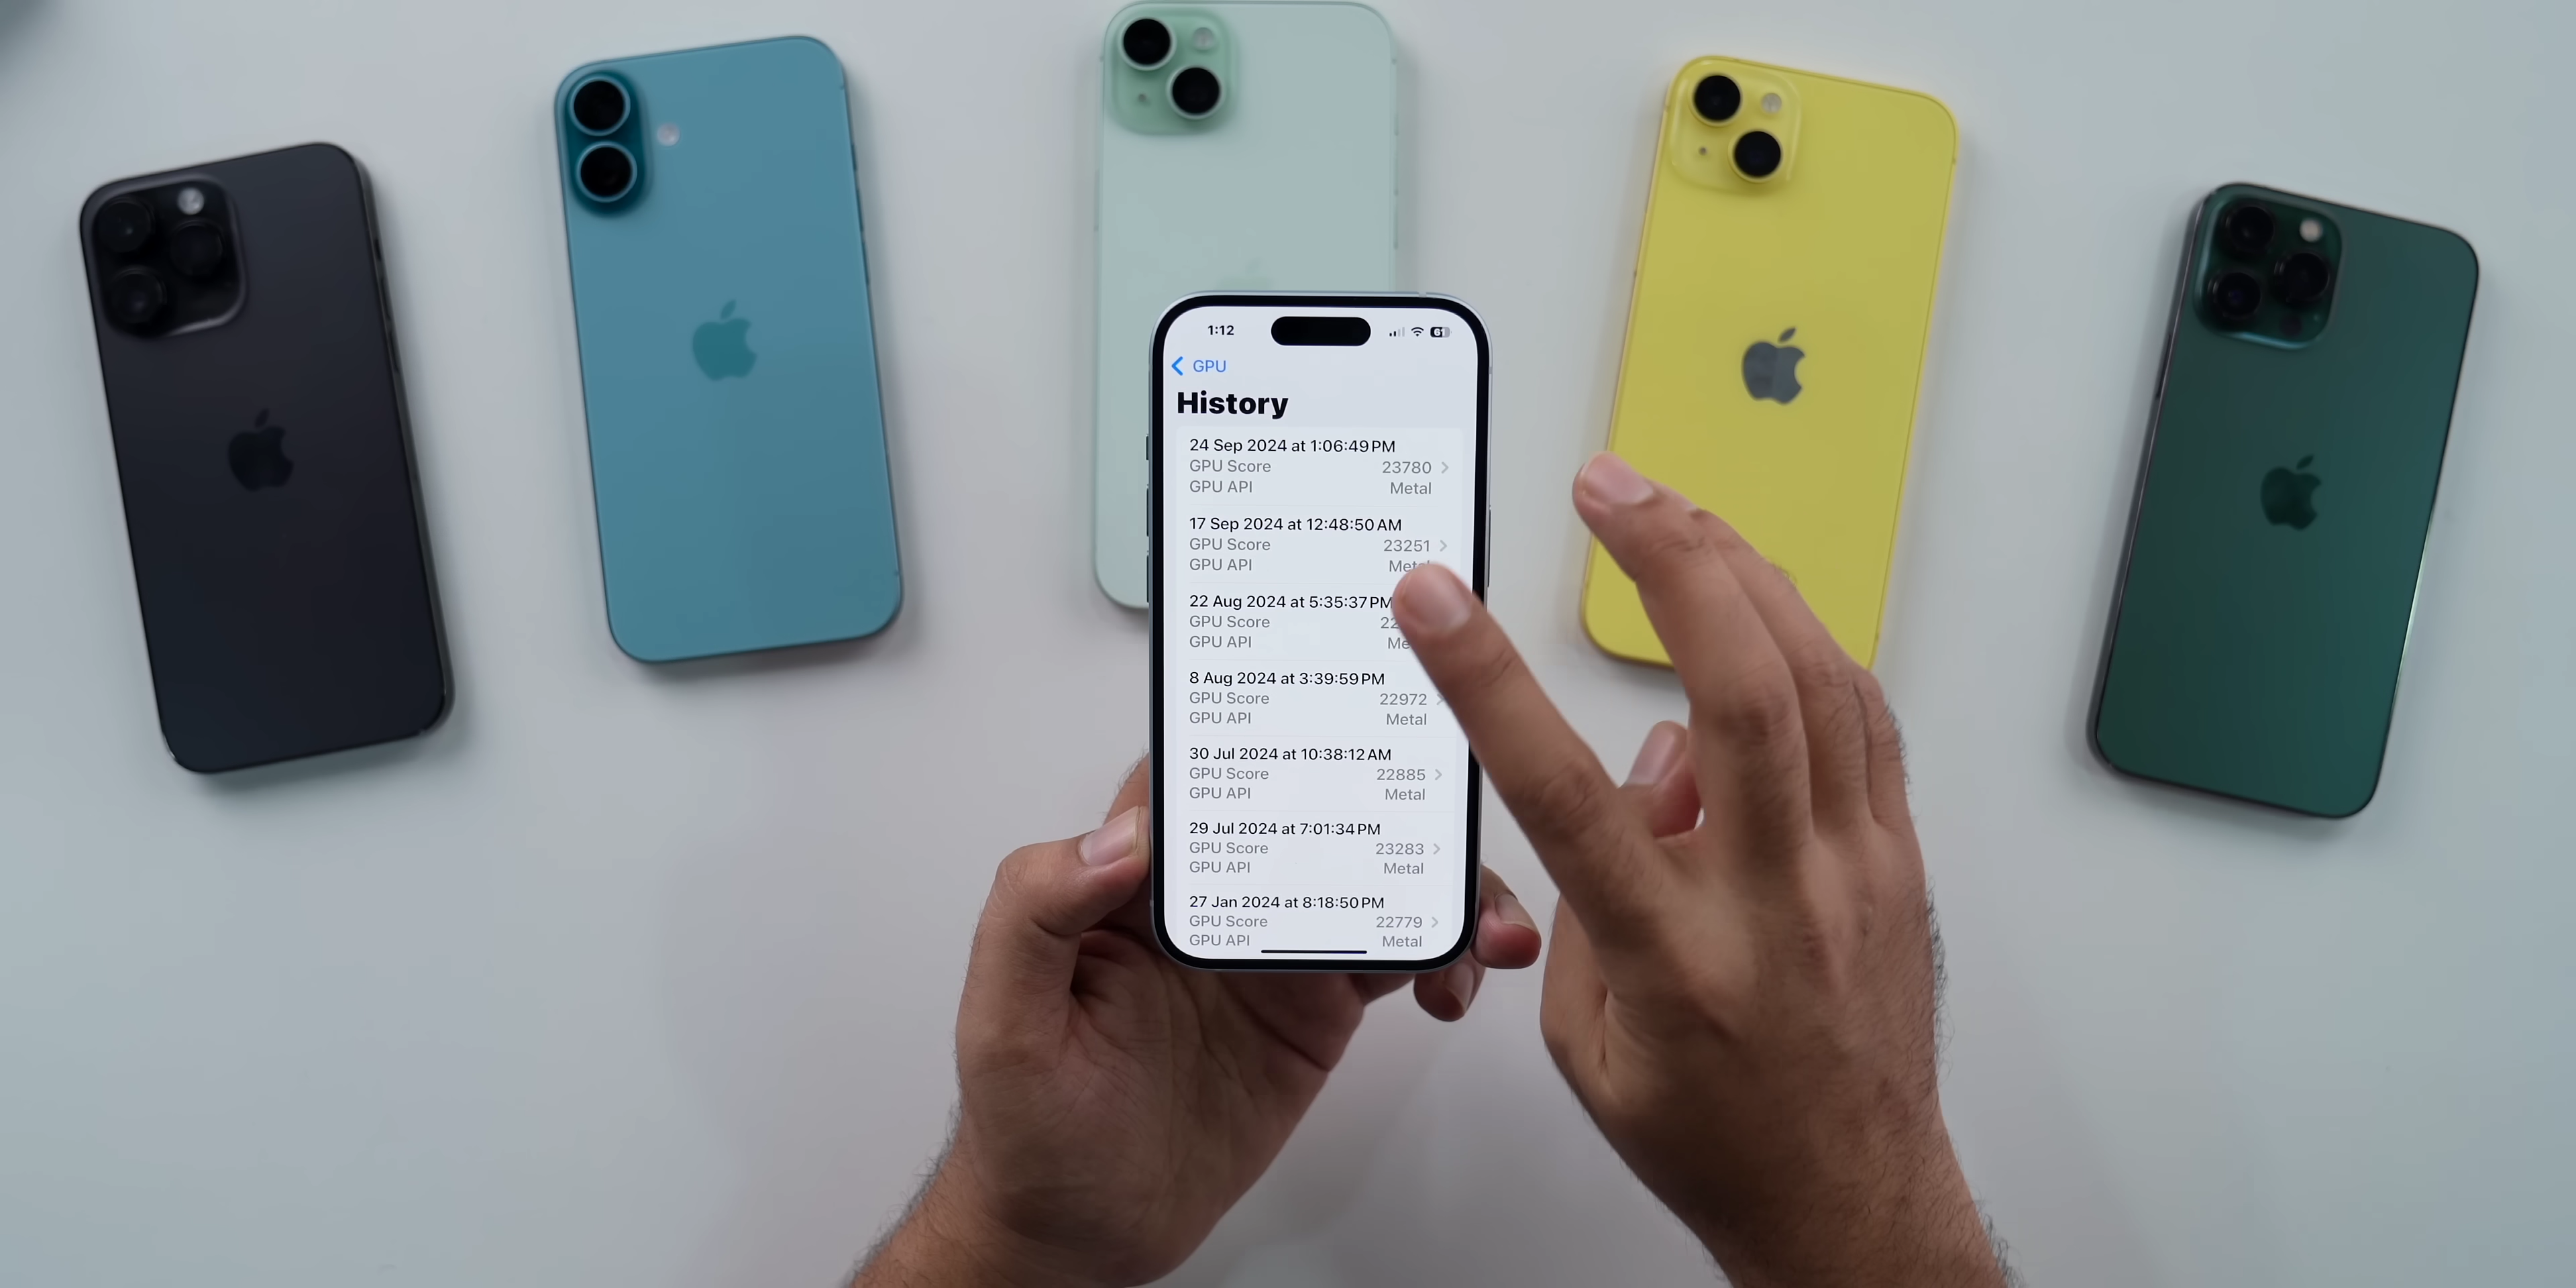 1:12
61
GPU
History
24 Sep 2024 at 1:06:49 PM
GPU Score 23780
GPU API Metal
17 Sep 2024 at 12:48:50 AM
GPU Score 23251
GPU API Metal
22 Aug 2024 at 5:35:37 PM
GPU Score
GPU API
8 Aug 2024 at 3:39:59 PM
GPU Score 22972
GPU API Metal
30 Jul 2024 at 10:38:12 AM
GPU Score 22885
GPU API Metal
29 Jul 2024 at 7:01:34 PM
GPU Score 23283
GPU API Metal
27 Jan 2024 at 8:18:50 PM
GPU Score 22779
GPU API Metal